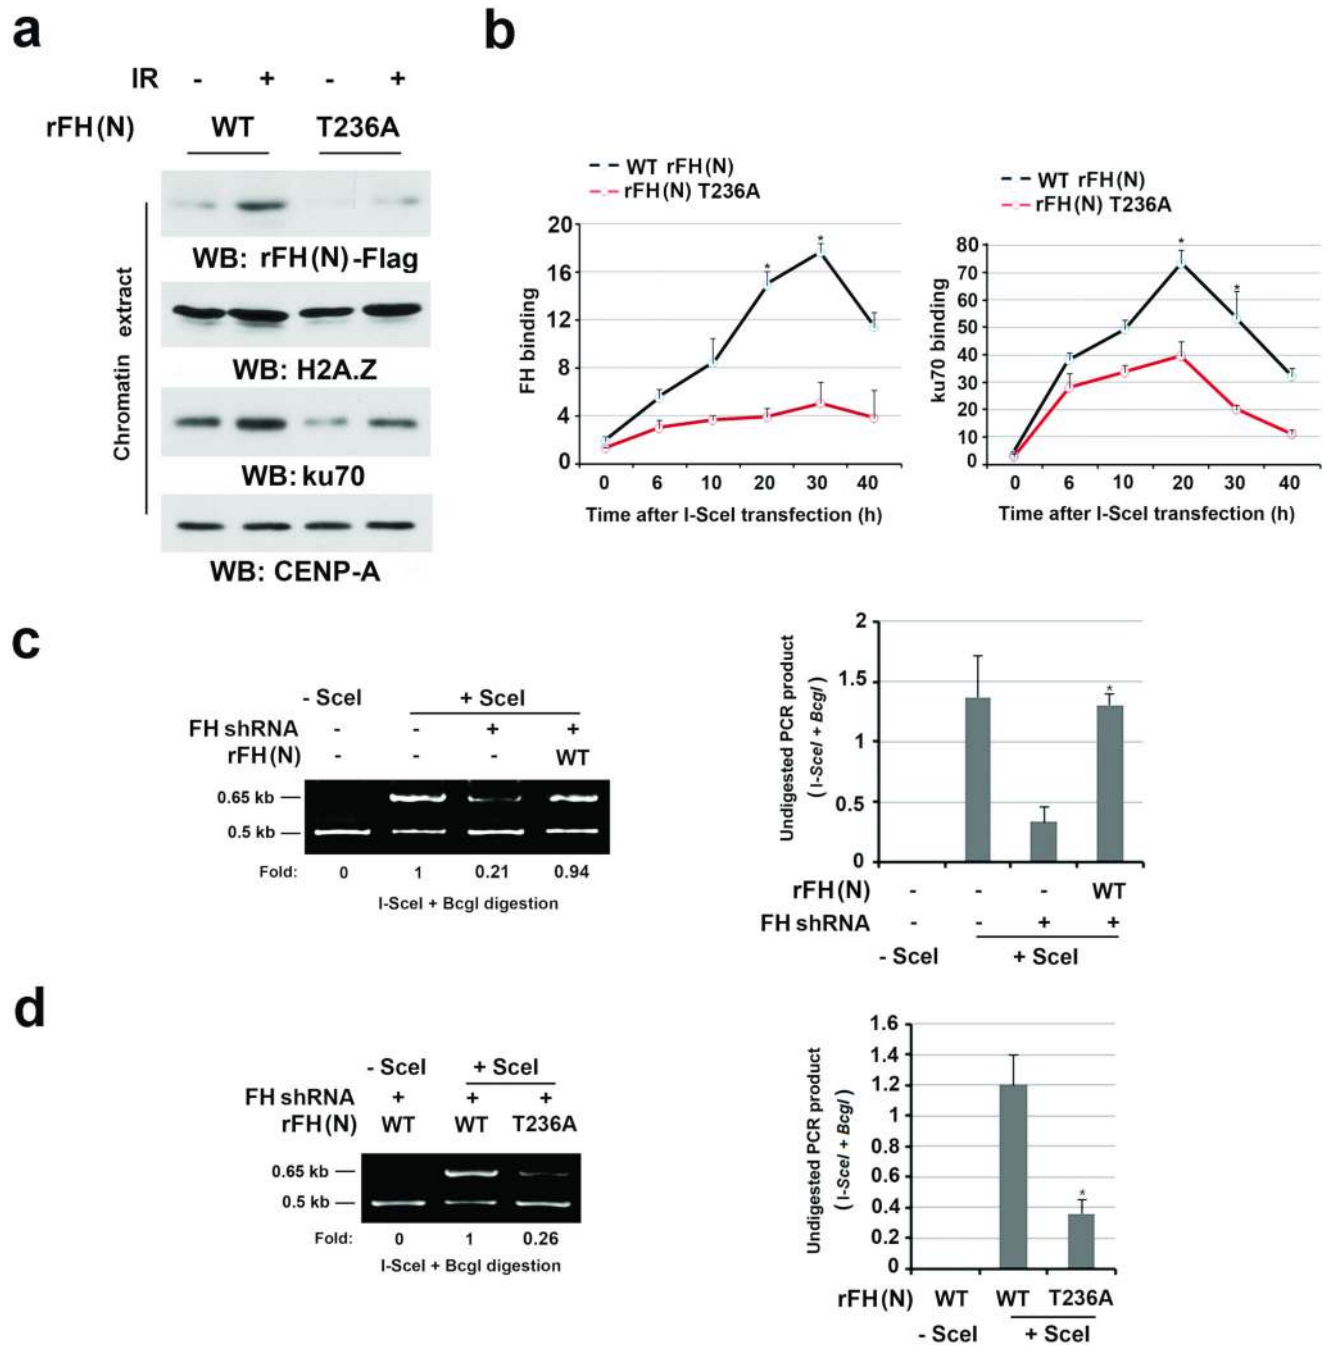 a
IR - + - +
rFH(N) WT T236A
Chromatin extract
WB: rFH(N)-Flag
WB: H2A.Z
WB: ku70
WB: CENP-A
b
WT rFH(N)
rFH(N) T236A
20
16
12
8
4
0
FH binding
0 6 10 20 30 40
Time after I-SceI transfection (h)
* *
WT rFH(N)
rFH(N) T236A
80
70
60
50
40
30
20
10
0
ku70 binding
0 6 10 20 30 40
Time after I-SceI transfection (h)
* *
c
- SceI + SceI
FH shRNA - - + +
rFH(N) - - - WT
0.65 kb
0.5 kb
Fold: 0 1 0.21 0.94
I-SceI + BcgI digestion
2
1.5
1
0.5
0
Undigested PCR product
(I-SceI + BcgI)
*
rFH(N) - - - WT
FH shRNA - - + +
- SceI + SceI
d
- SceI + SceI
FH shRNA + + +
rFH(N) WT WT T236A
0.65 kb
0.5 kb
Fold: 0 1 0.26
I-SceI + BcgI digestion
1.6
1.4
1.2
1
0.8
0.6
0.4
0.2
0
Undigested PCR product
(I-SceI + BcgI)
*
rFH(N) WT WT T236A
- SceI + SceI